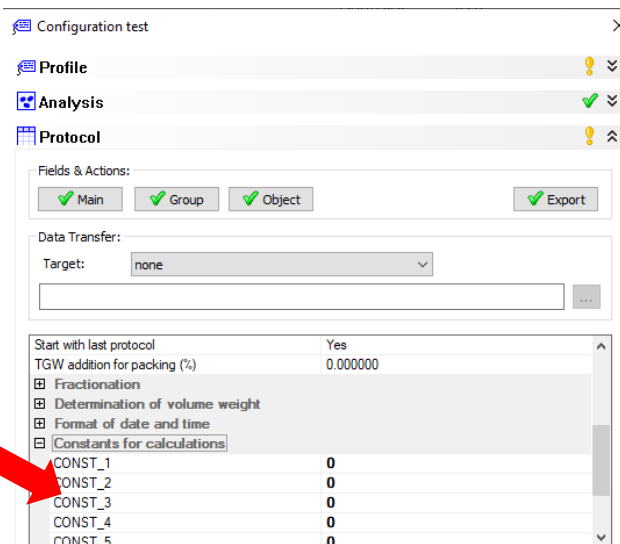 Configuration test
Profile
Analysis
Protocol
Fields & Actions:
Main Group Object Export
Data Transfer:
Target: none
...
Start with last protocol Yes
TGW addition for packing (%) 0.000000
Fractionation
Determination of volume weight
Format of date and time
Constants for calculations
CONST_1 0
CONST_2 0
CONST_3 0
CONST_4 0
CONST_5 0